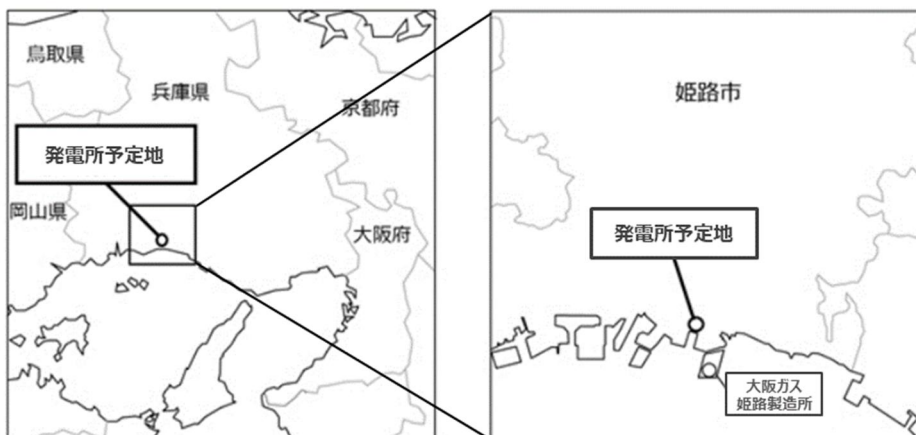 鳥取県
兵庫県
京都府
発電所予定地
岡山県
大阪府
姫路市
発電所予定地
大阪ガス
姫路製造所